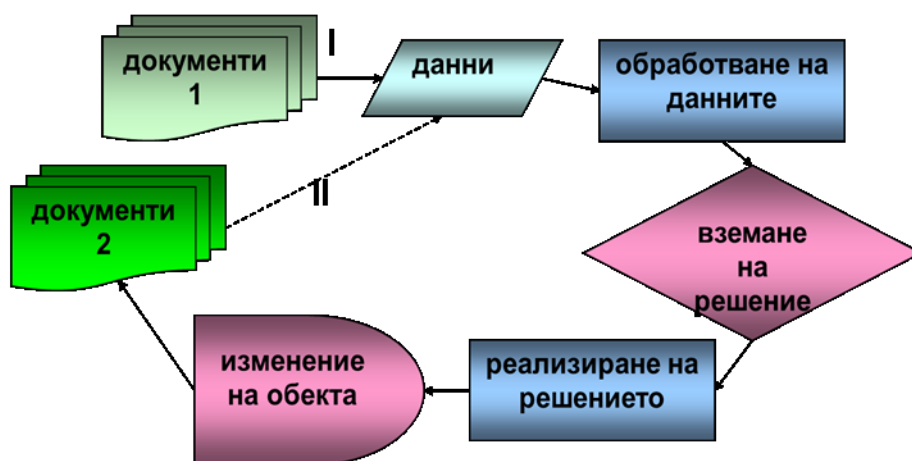 документи
1
I
данни
обработване на
данните
вземане
на
решение
реализиране на
решението
изменение
на обекта
документи
2
II